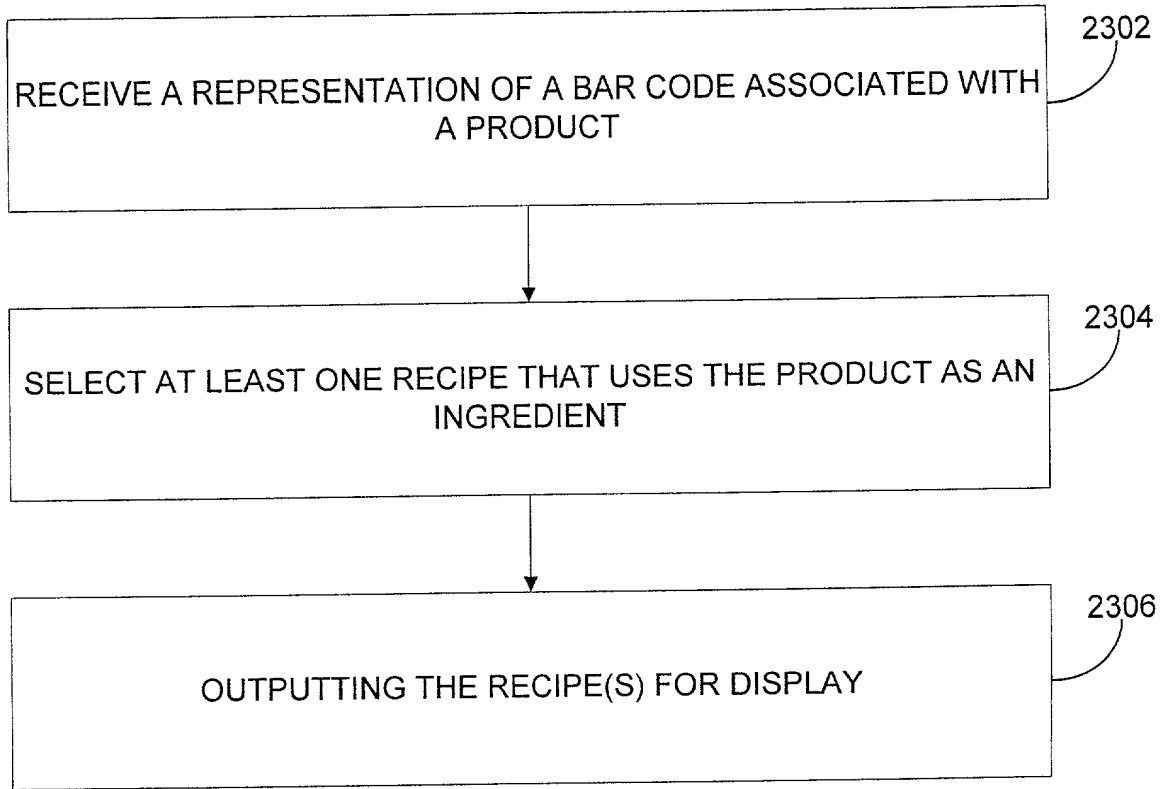 2302
RECEIVE A REPRESENTATION OF A BAR CODE ASSOCIATED WITH
A PRODUCT
2304
SELECT AT LEAST ONE RECIPE THAT USES THE PRODUCT AS AN
INGREDIENT
2306
OUTPUTTING THE RECIPE(S) FOR DISPLAY